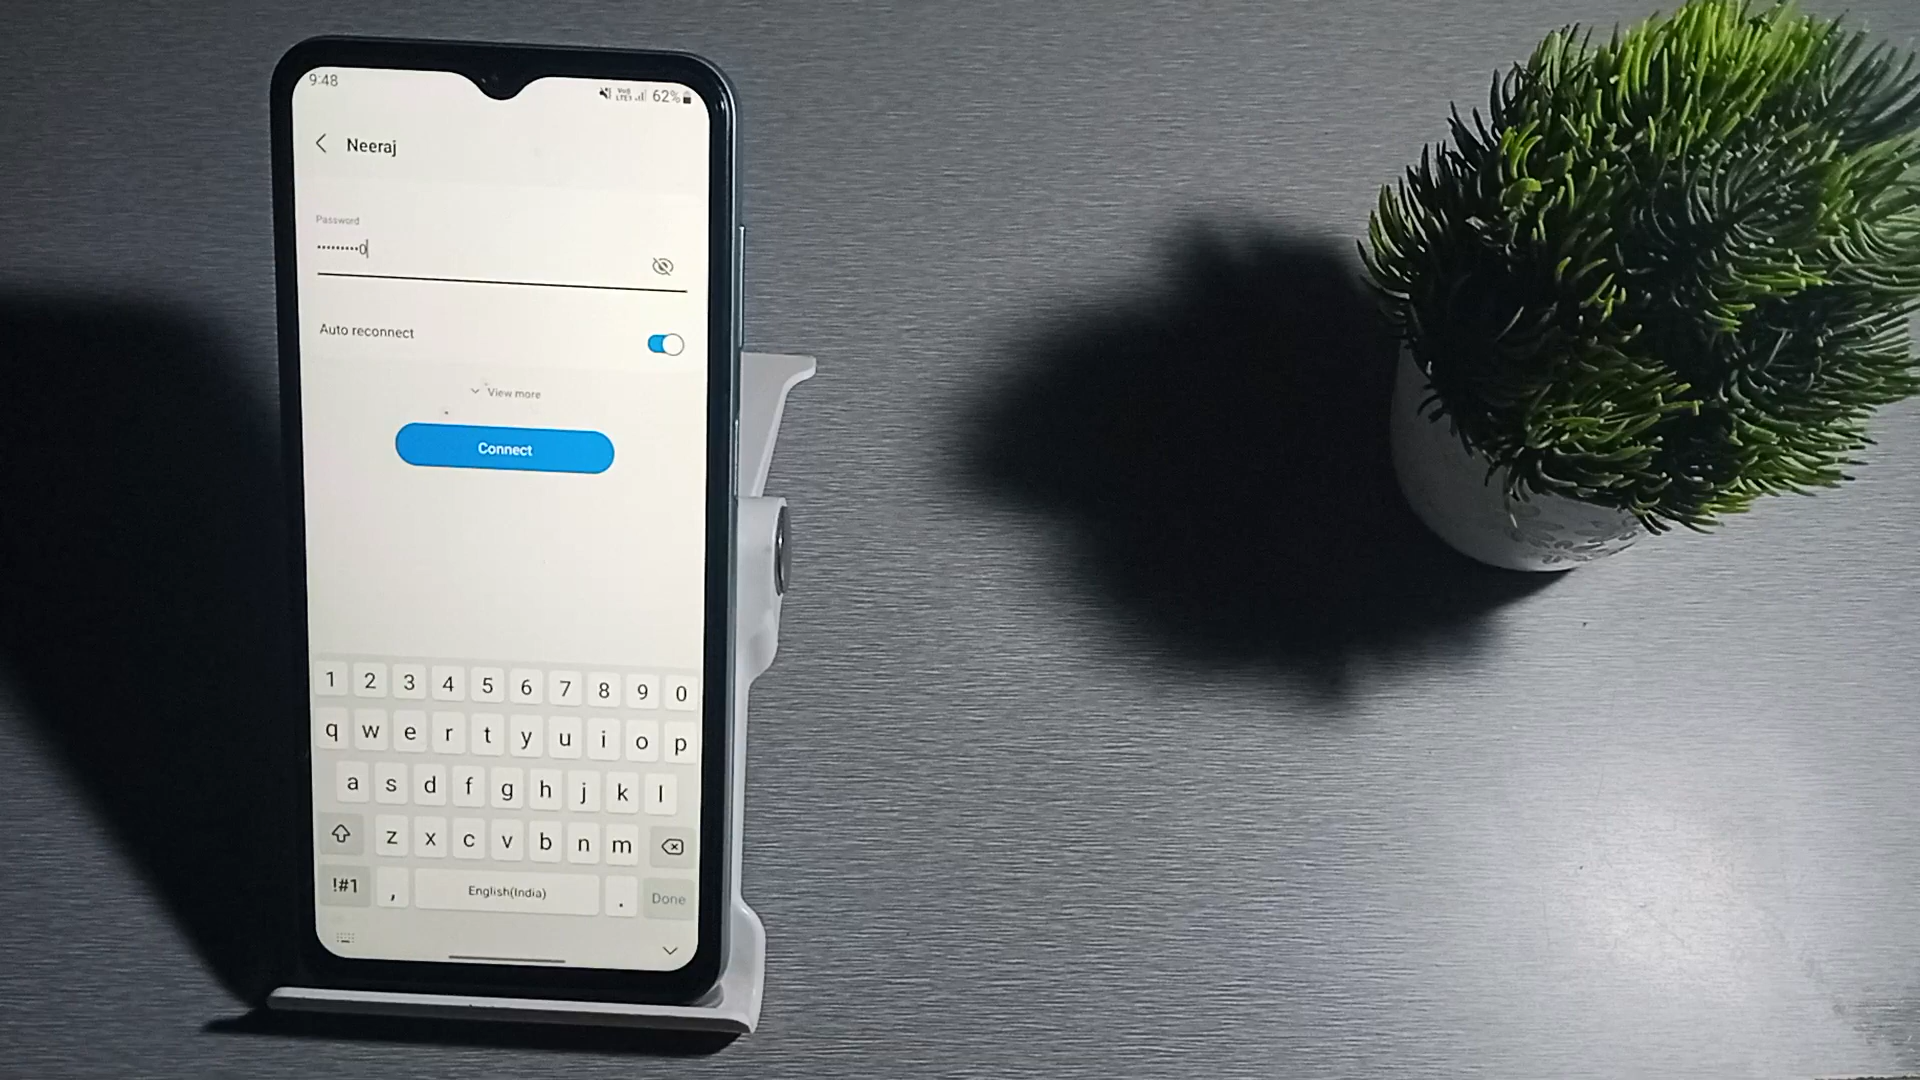 9:48
62%
Neeraj
Password
•••••••••0
Auto reconnect
View more
Connect
1 2 3 4 5 6 7 8 9 0
q w e r t y u i o p
a s d f g h j k l
z x c v b n m
!#1 , English(India) . Done